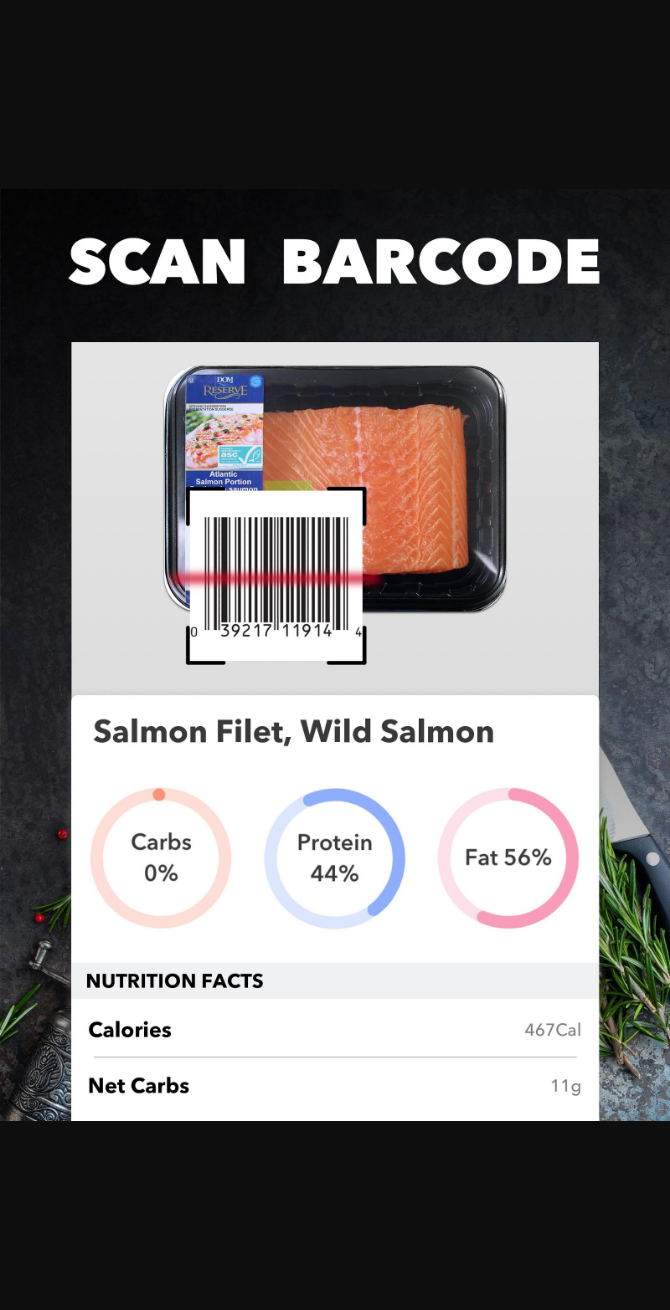 SCAN BARCODE
DOM
RESERVE
asc
Atlantic
Salmon Portion
0 39217 11914 4
Salmon Filet, Wild Salmon
Carbs
0%
Protein
44%
Fat 56%
NUTRITION FACTS
Calories 467Cal
Net Carbs 11g